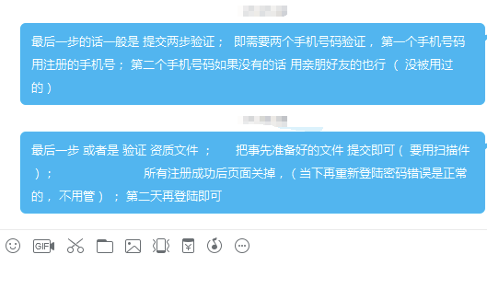 最后一步的话一般是 提交两步验证； 即需要两个手机号码验证， 第一个手机号码
用注册的手机号； 第二个手机号码如果没有的话 用亲朋好友的也行 （ 没被用过
的）
最后一步 或者是 验证 资质文件 ； 把事先准备好的文件 提交即可（ 要用扫描件
）； 所有注册成功后页面关掉，（当下再重新登陆密码错误是正常
的， 不用管） ； 第二天再登陆即可
GIF